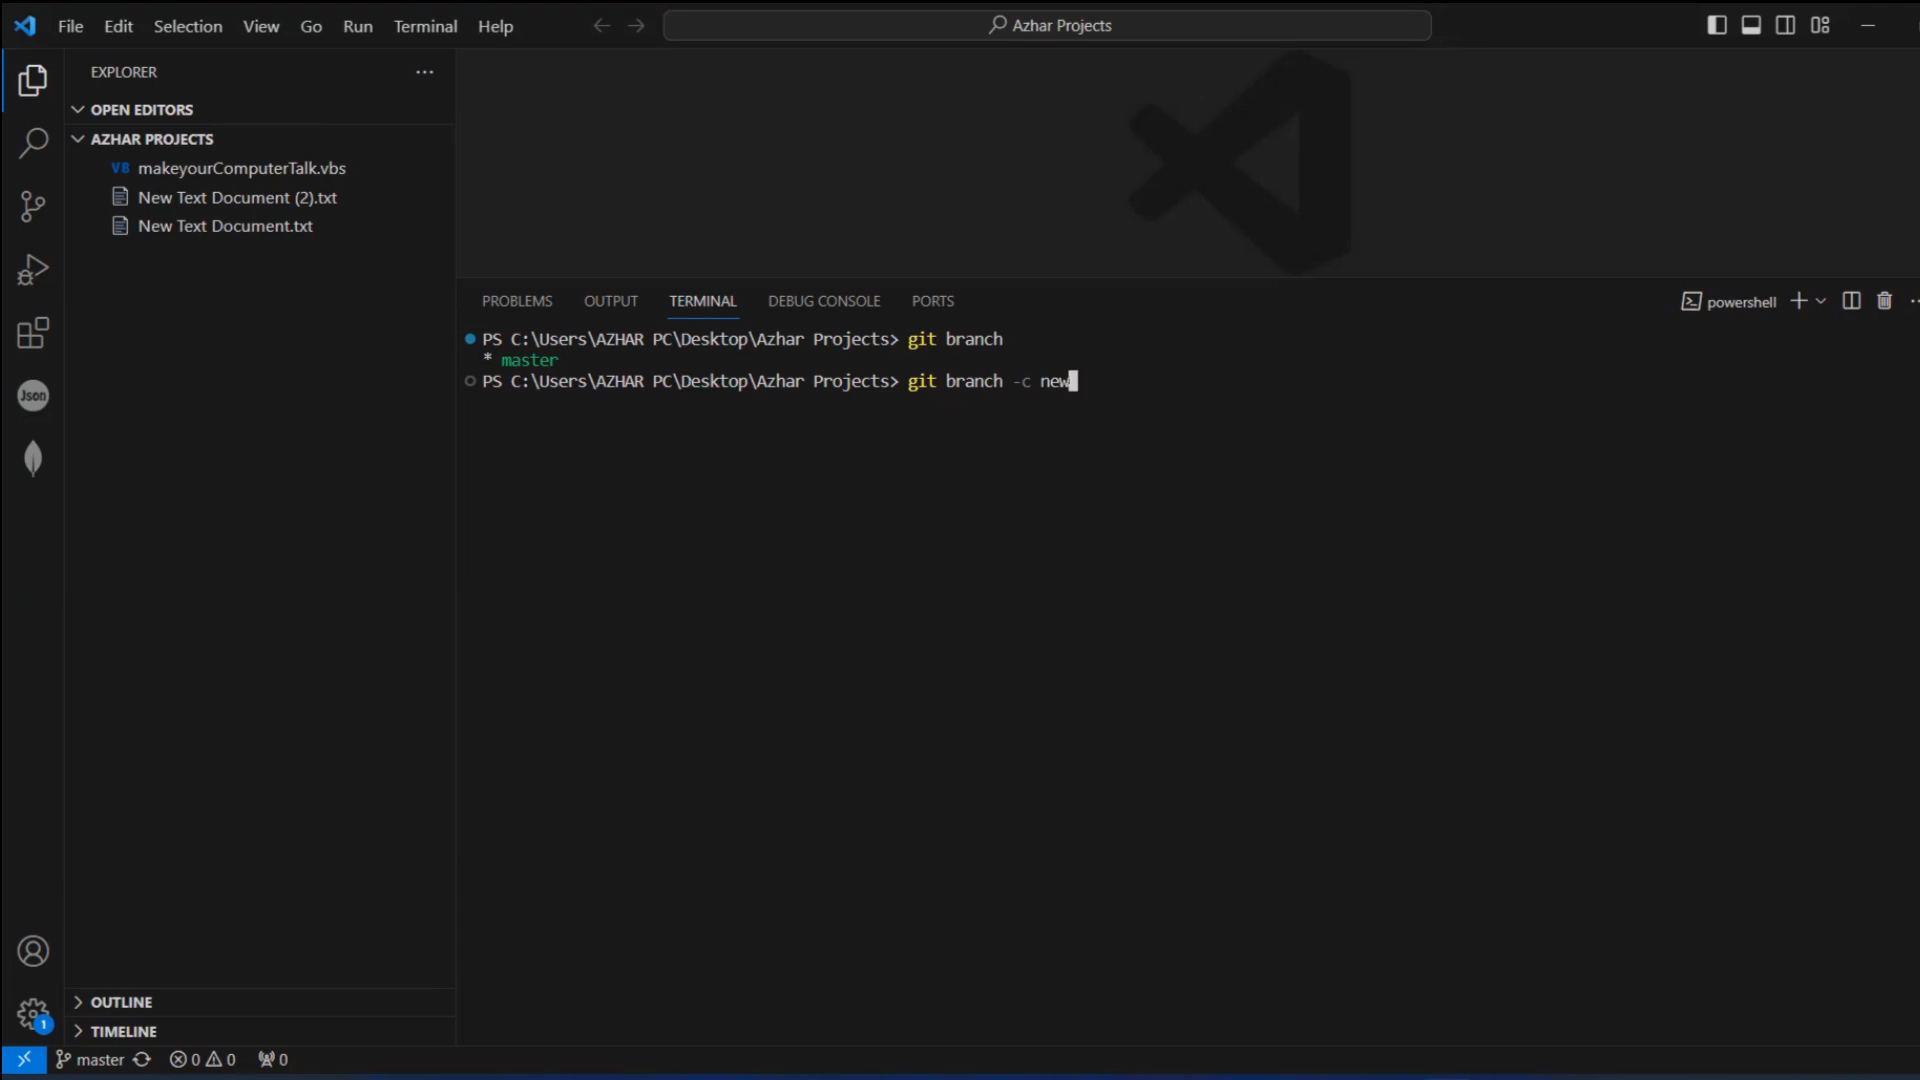 File Edit Selection View Go Run Terminal Help
Azhar Projects
EXPLORER
OPEN EDITORS
AZHAR PROJECTS
VB makeyourComputerTalk.vbs
New Text Document (2).txt
New Text Document.txt
Json
PROBLEMS OUTPUT TERMINAL DEBUG CONSOLE PORTS
powershell
PS C:\Users\AZHAR PC\Desktop\Azhar Projects> git branch
* master
PS C:\Users\AZHAR PC\Desktop\Azhar Projects> git branch -c new
OUTLINE
1
TIMELINE
master 0 0 0